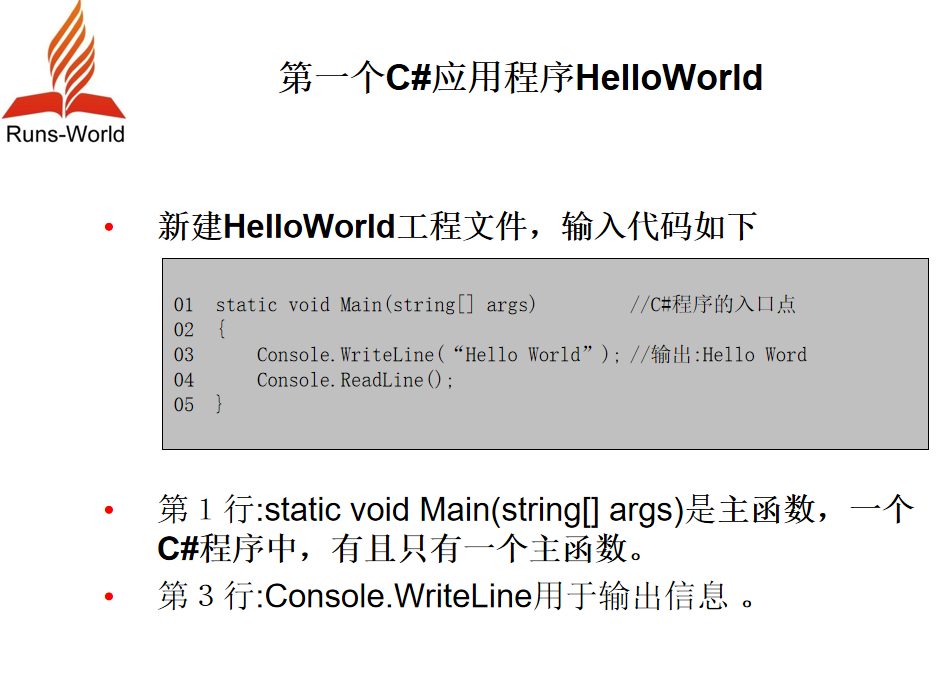 Runs-World
第一个C#应用程序HelloWorld
• 新建HelloWorld工程文件，输入代码如下
01 static void Main(string[] args) //C#程序的入口点
02 {
03 Console.WriteLine(“Hello World”); //输出:Hello Word
04 Console.ReadLine();
05 }
• 第１行:static void Main(string[] args)是主函数，一个
C#程序中，有且只有一个主函数。
• 第３行:Console.WriteLine用于输出信息 。